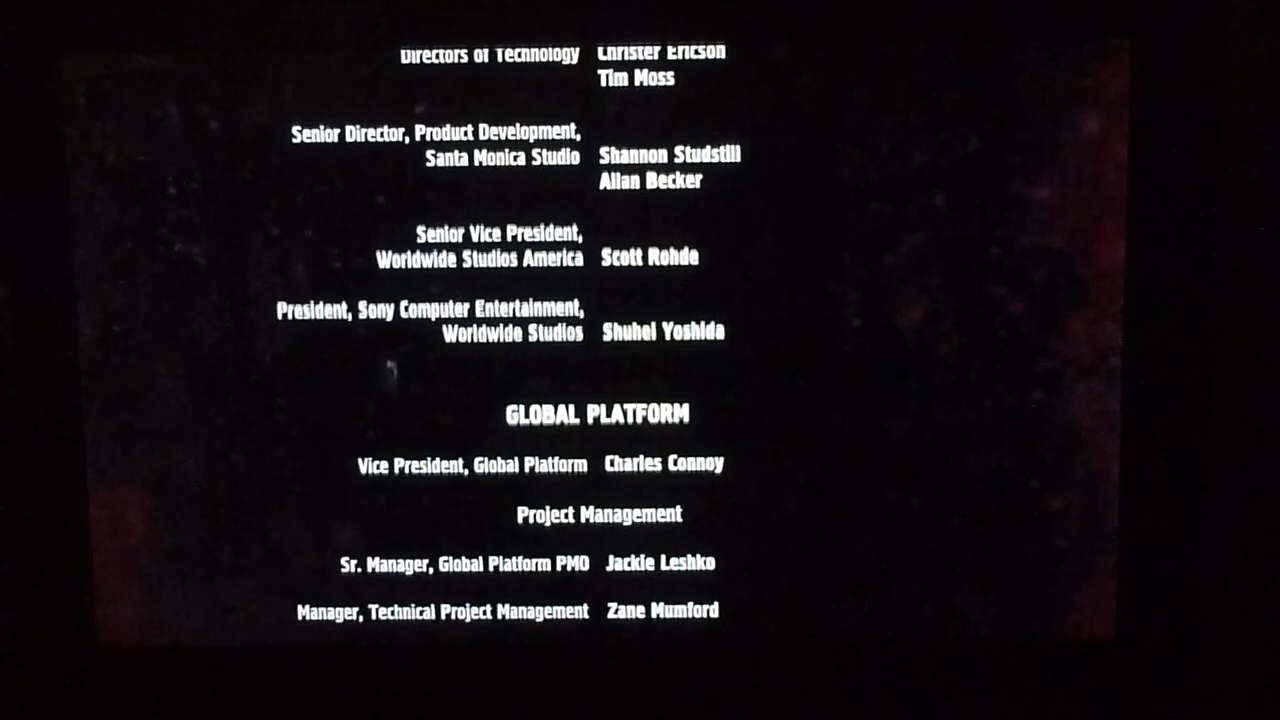 Directors of Technology Christer Ericson
Tim Moss
Senior Director, Product Development,
Santa Monica Studio Shannon Studstill
Allan Becker
Senior Vice President,
Worldwide Studios America Scott Rohde
President, Sony Computer Entertainment,
Worldwide Studios Shuhei Yoshida
GLOBAL PLATFORM
Vice President, Global Platform Charles Connoy
Project Management
Sr. Manager, Global Platform PMO Jackie Leshko
Manager, Technical Project Management Zane Mumford